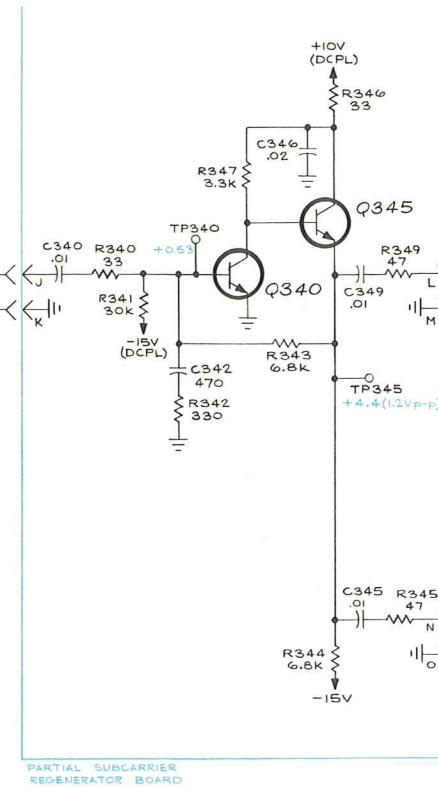 +10V
(DCPL)
R346
33
C346
.02
R347
3.3K
Q345
TP340
+0.53
C340
.01
R340
33
J
K
R341
30K
-15V
(DCPL)
Q340
C349
.01
R349
47
L
M
R343
6.8K
C342
470
R342
330
TP345
+4.4(1.2V P-P)
C345
.01
R345
47
N
O
R344
6.8K
-15V
PARTIAL SUBCARRIER
REGENERATOR BOARD